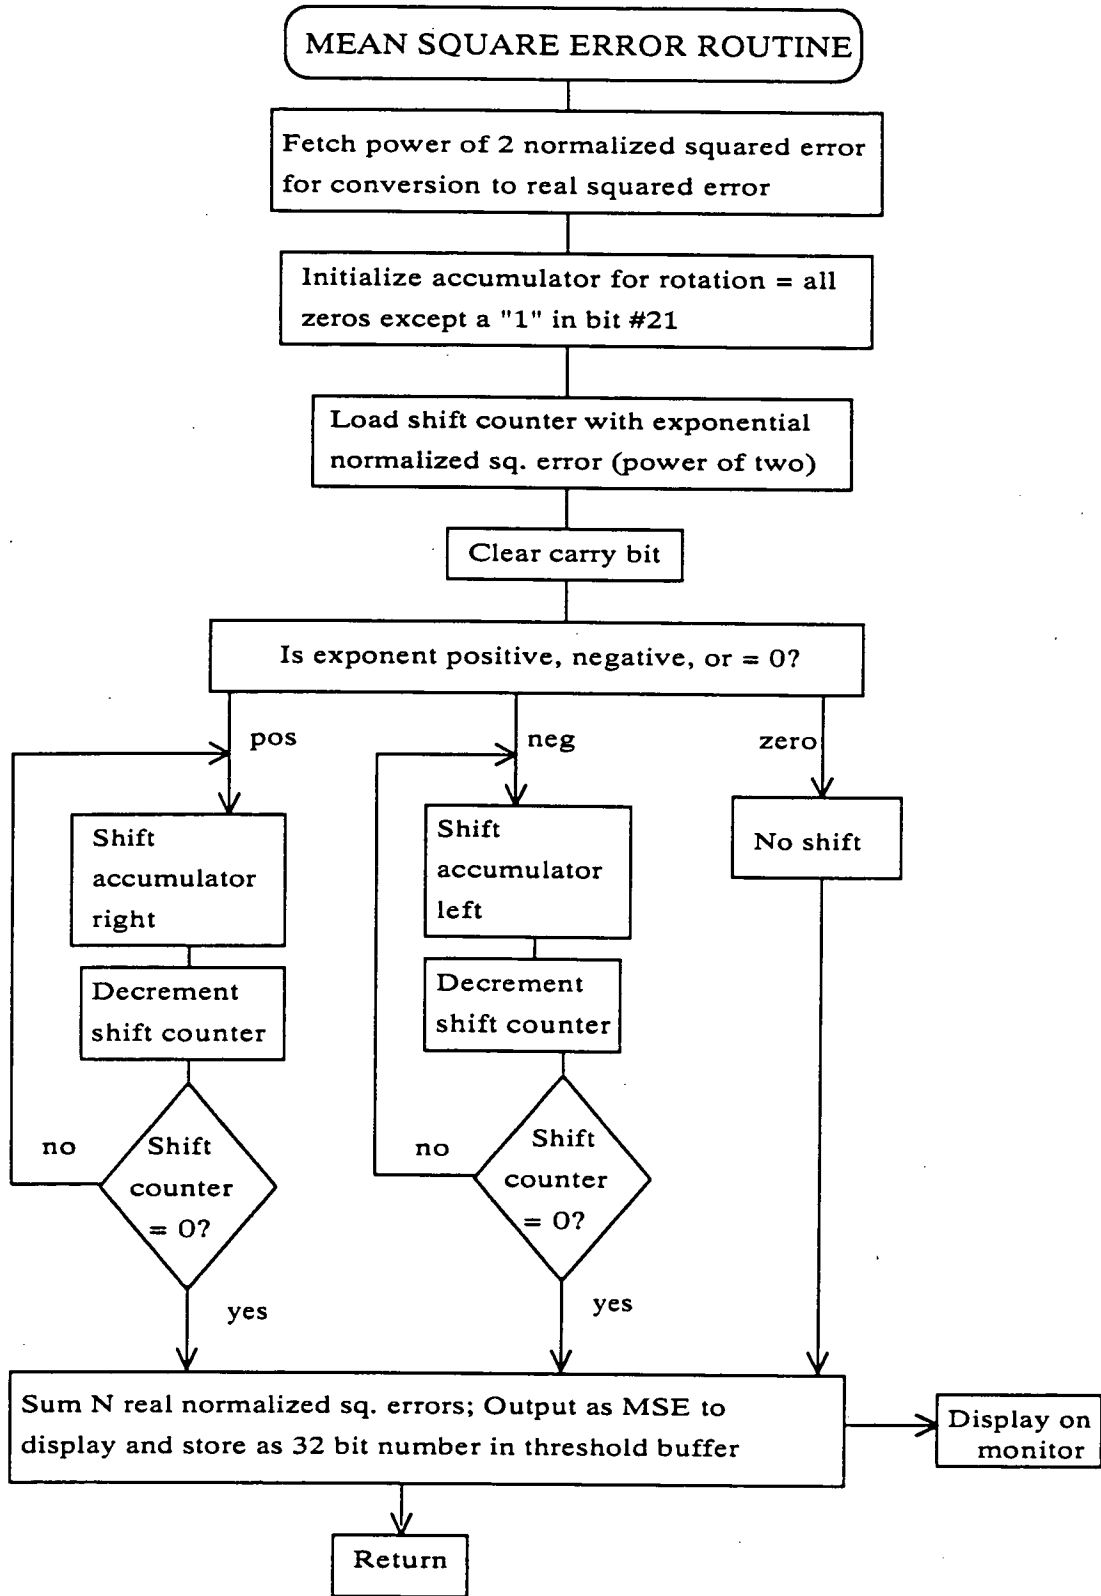 MEAN SQUARE ERROR ROUTINE
Fetch power of 2 normalized squared error
for conversion to real squared error
Initialize accumulator for rotation = all
zeros except a "1" in bit #21
Load shift counter with exponential
normalized sq. error (power of two)
Clear carry bit
Is exponent positive, negative, or = 0?
pos
neg
zero
Shift
accumulator
right
Shift
accumulator
left
No shift
Decrement
shift counter
Decrement
shift counter
no
Shift
counter
= 0?
no
Shift
counter
= 0?
yes
yes
Sum N real normalized sq. errors; Output as MSE to
display and store as 32 bit number in threshold buffer
Display on
monitor
Return